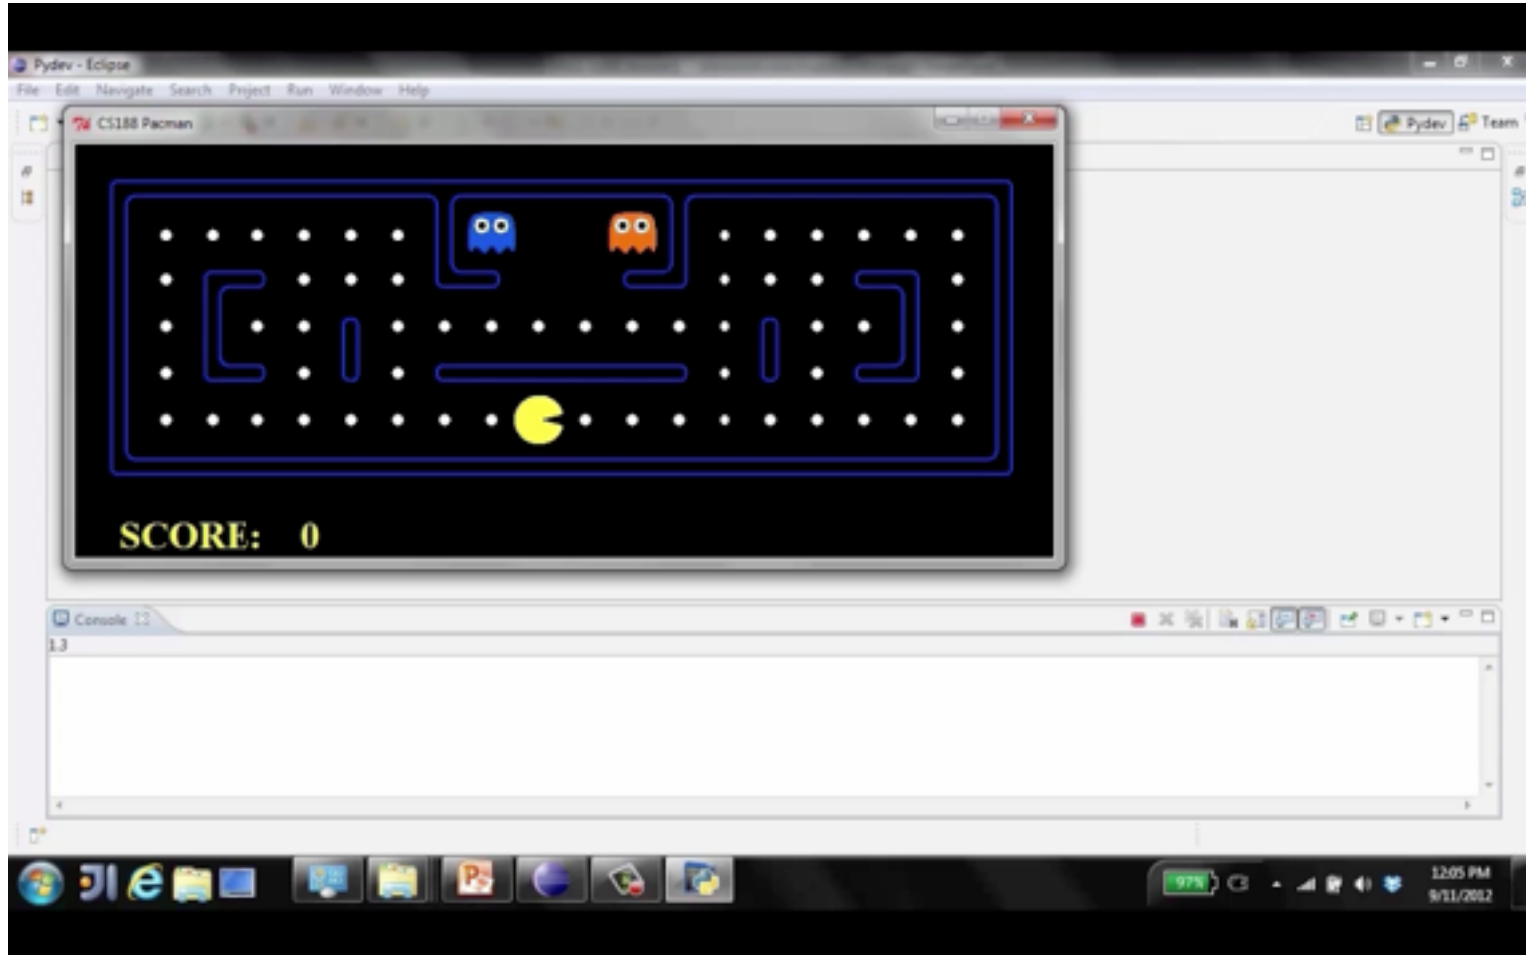 Pydev - Eclipse
File Edit Navigate Search Project Run Window Help
CS188 Pacman
Pydev Team
SCORE: 0
Console
1.3
97%
12:05 PM
9/11/2012